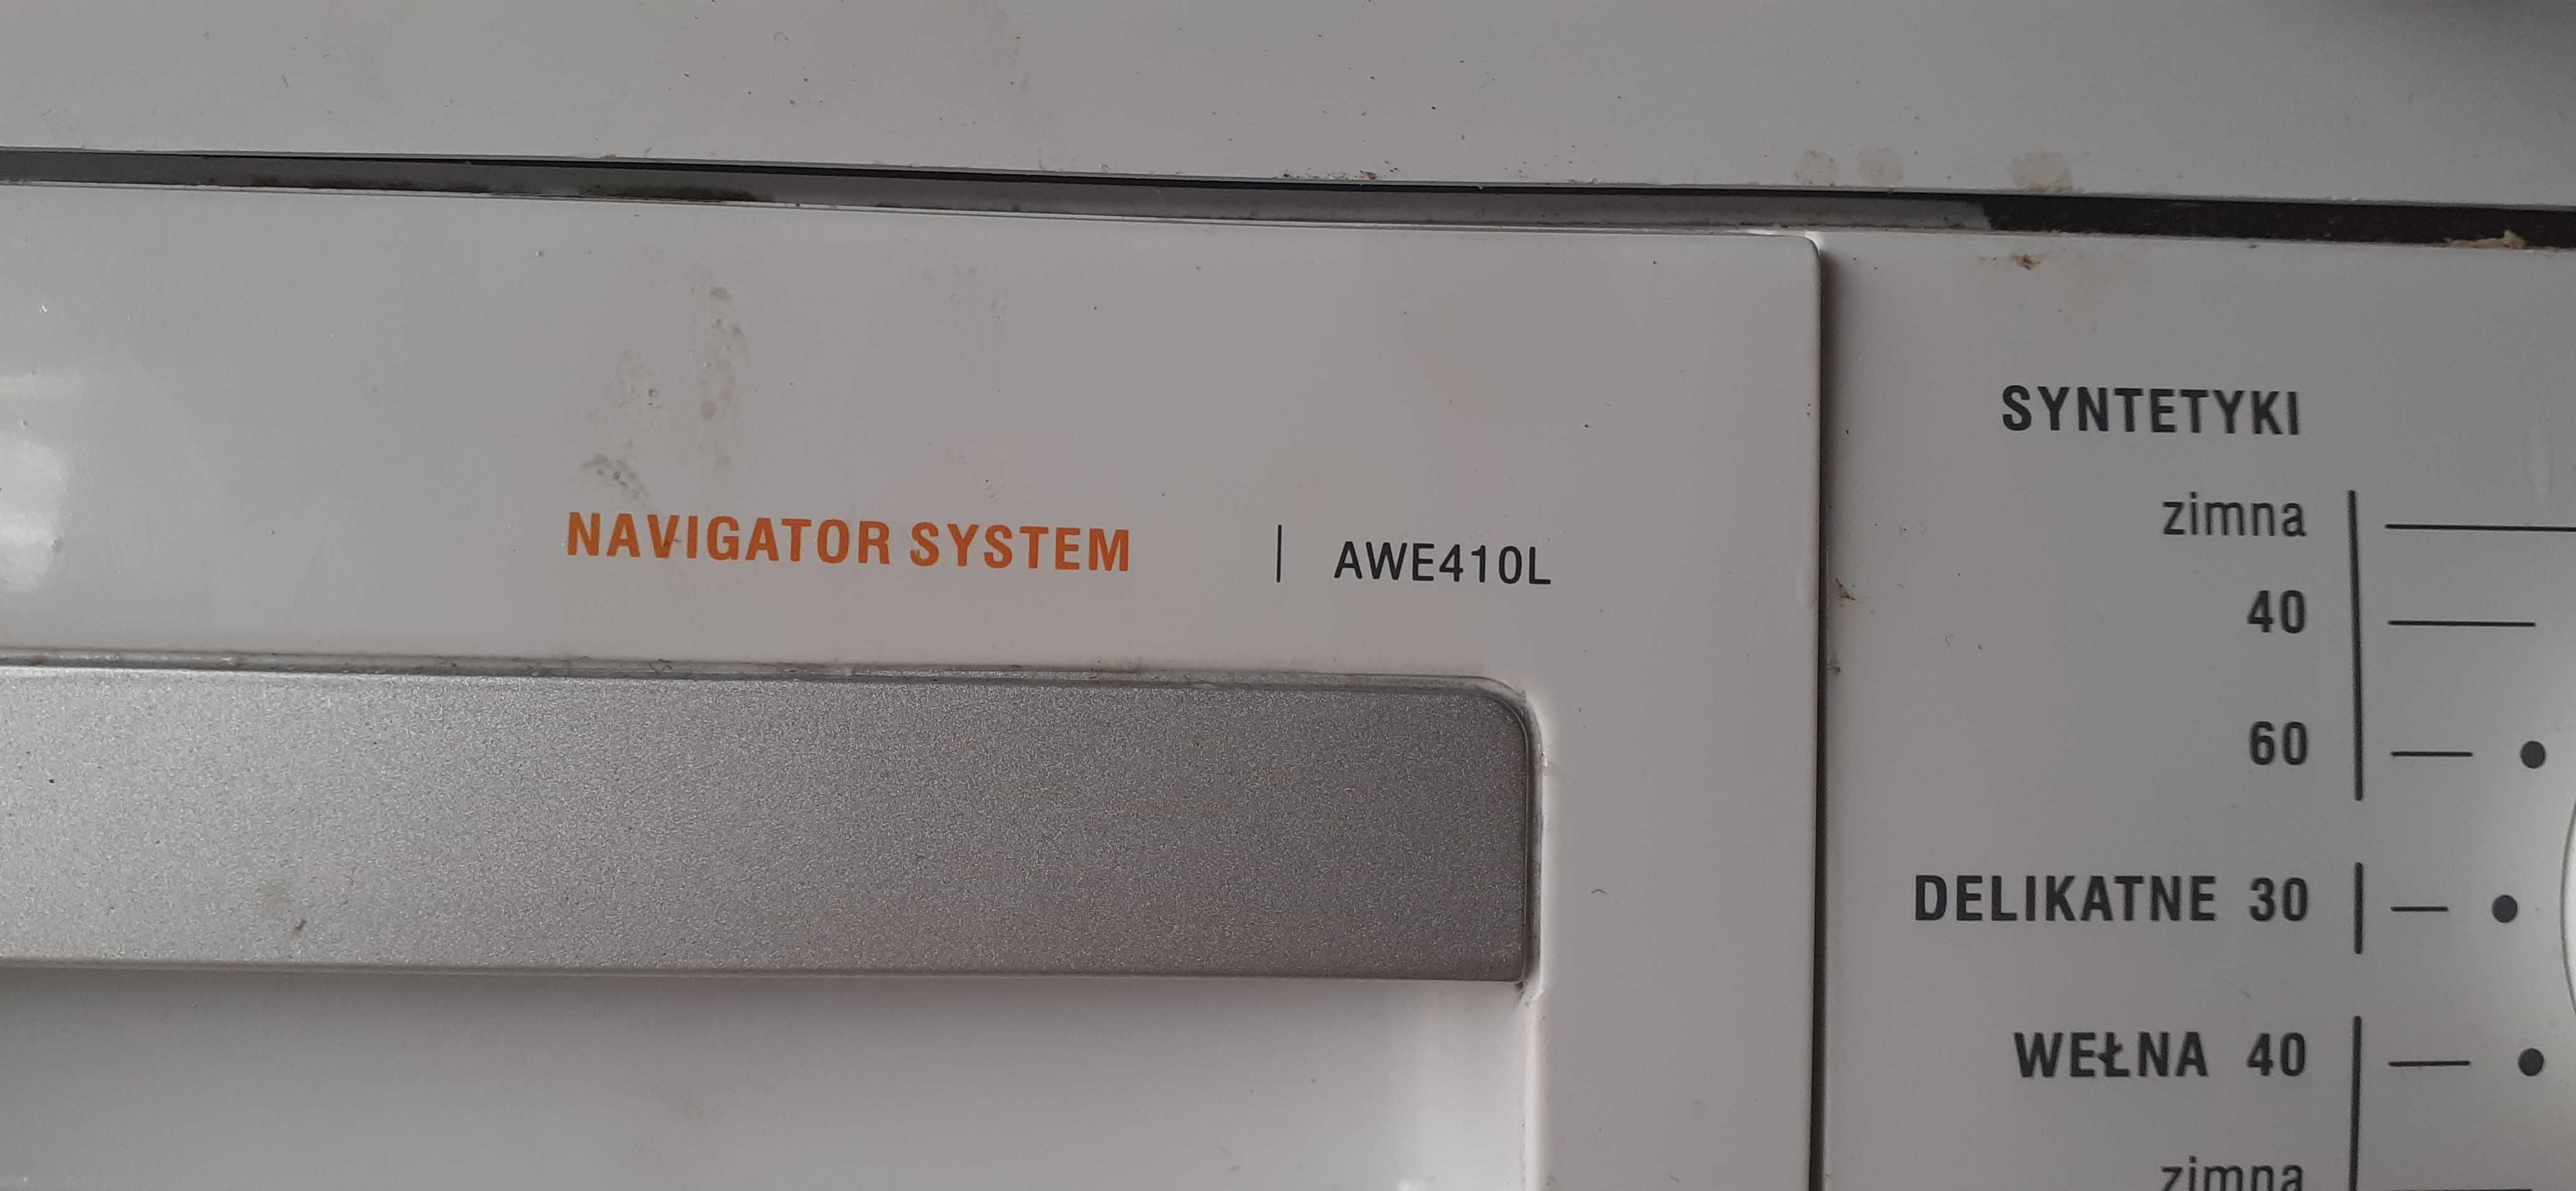 NAVIGATOR SYSTEM | AWE410L
SYNTETYKI
zimna
40
60
DELIKATNE 30
WEŁNA 40
zimna